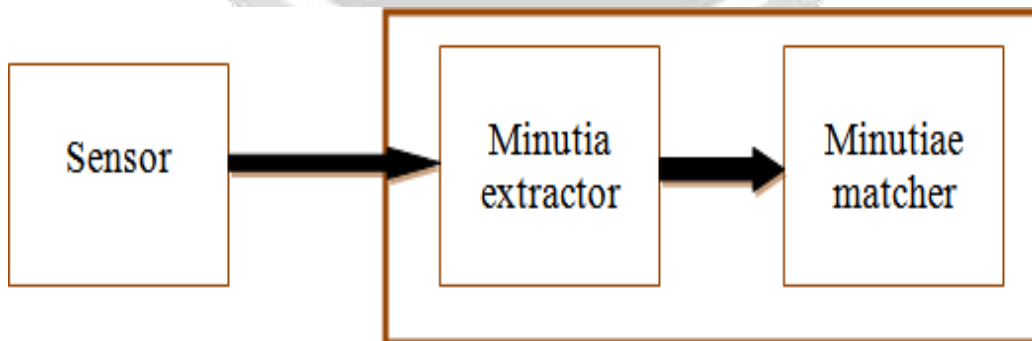 Sensor
Minutia
extractor
Minutiae
matcher